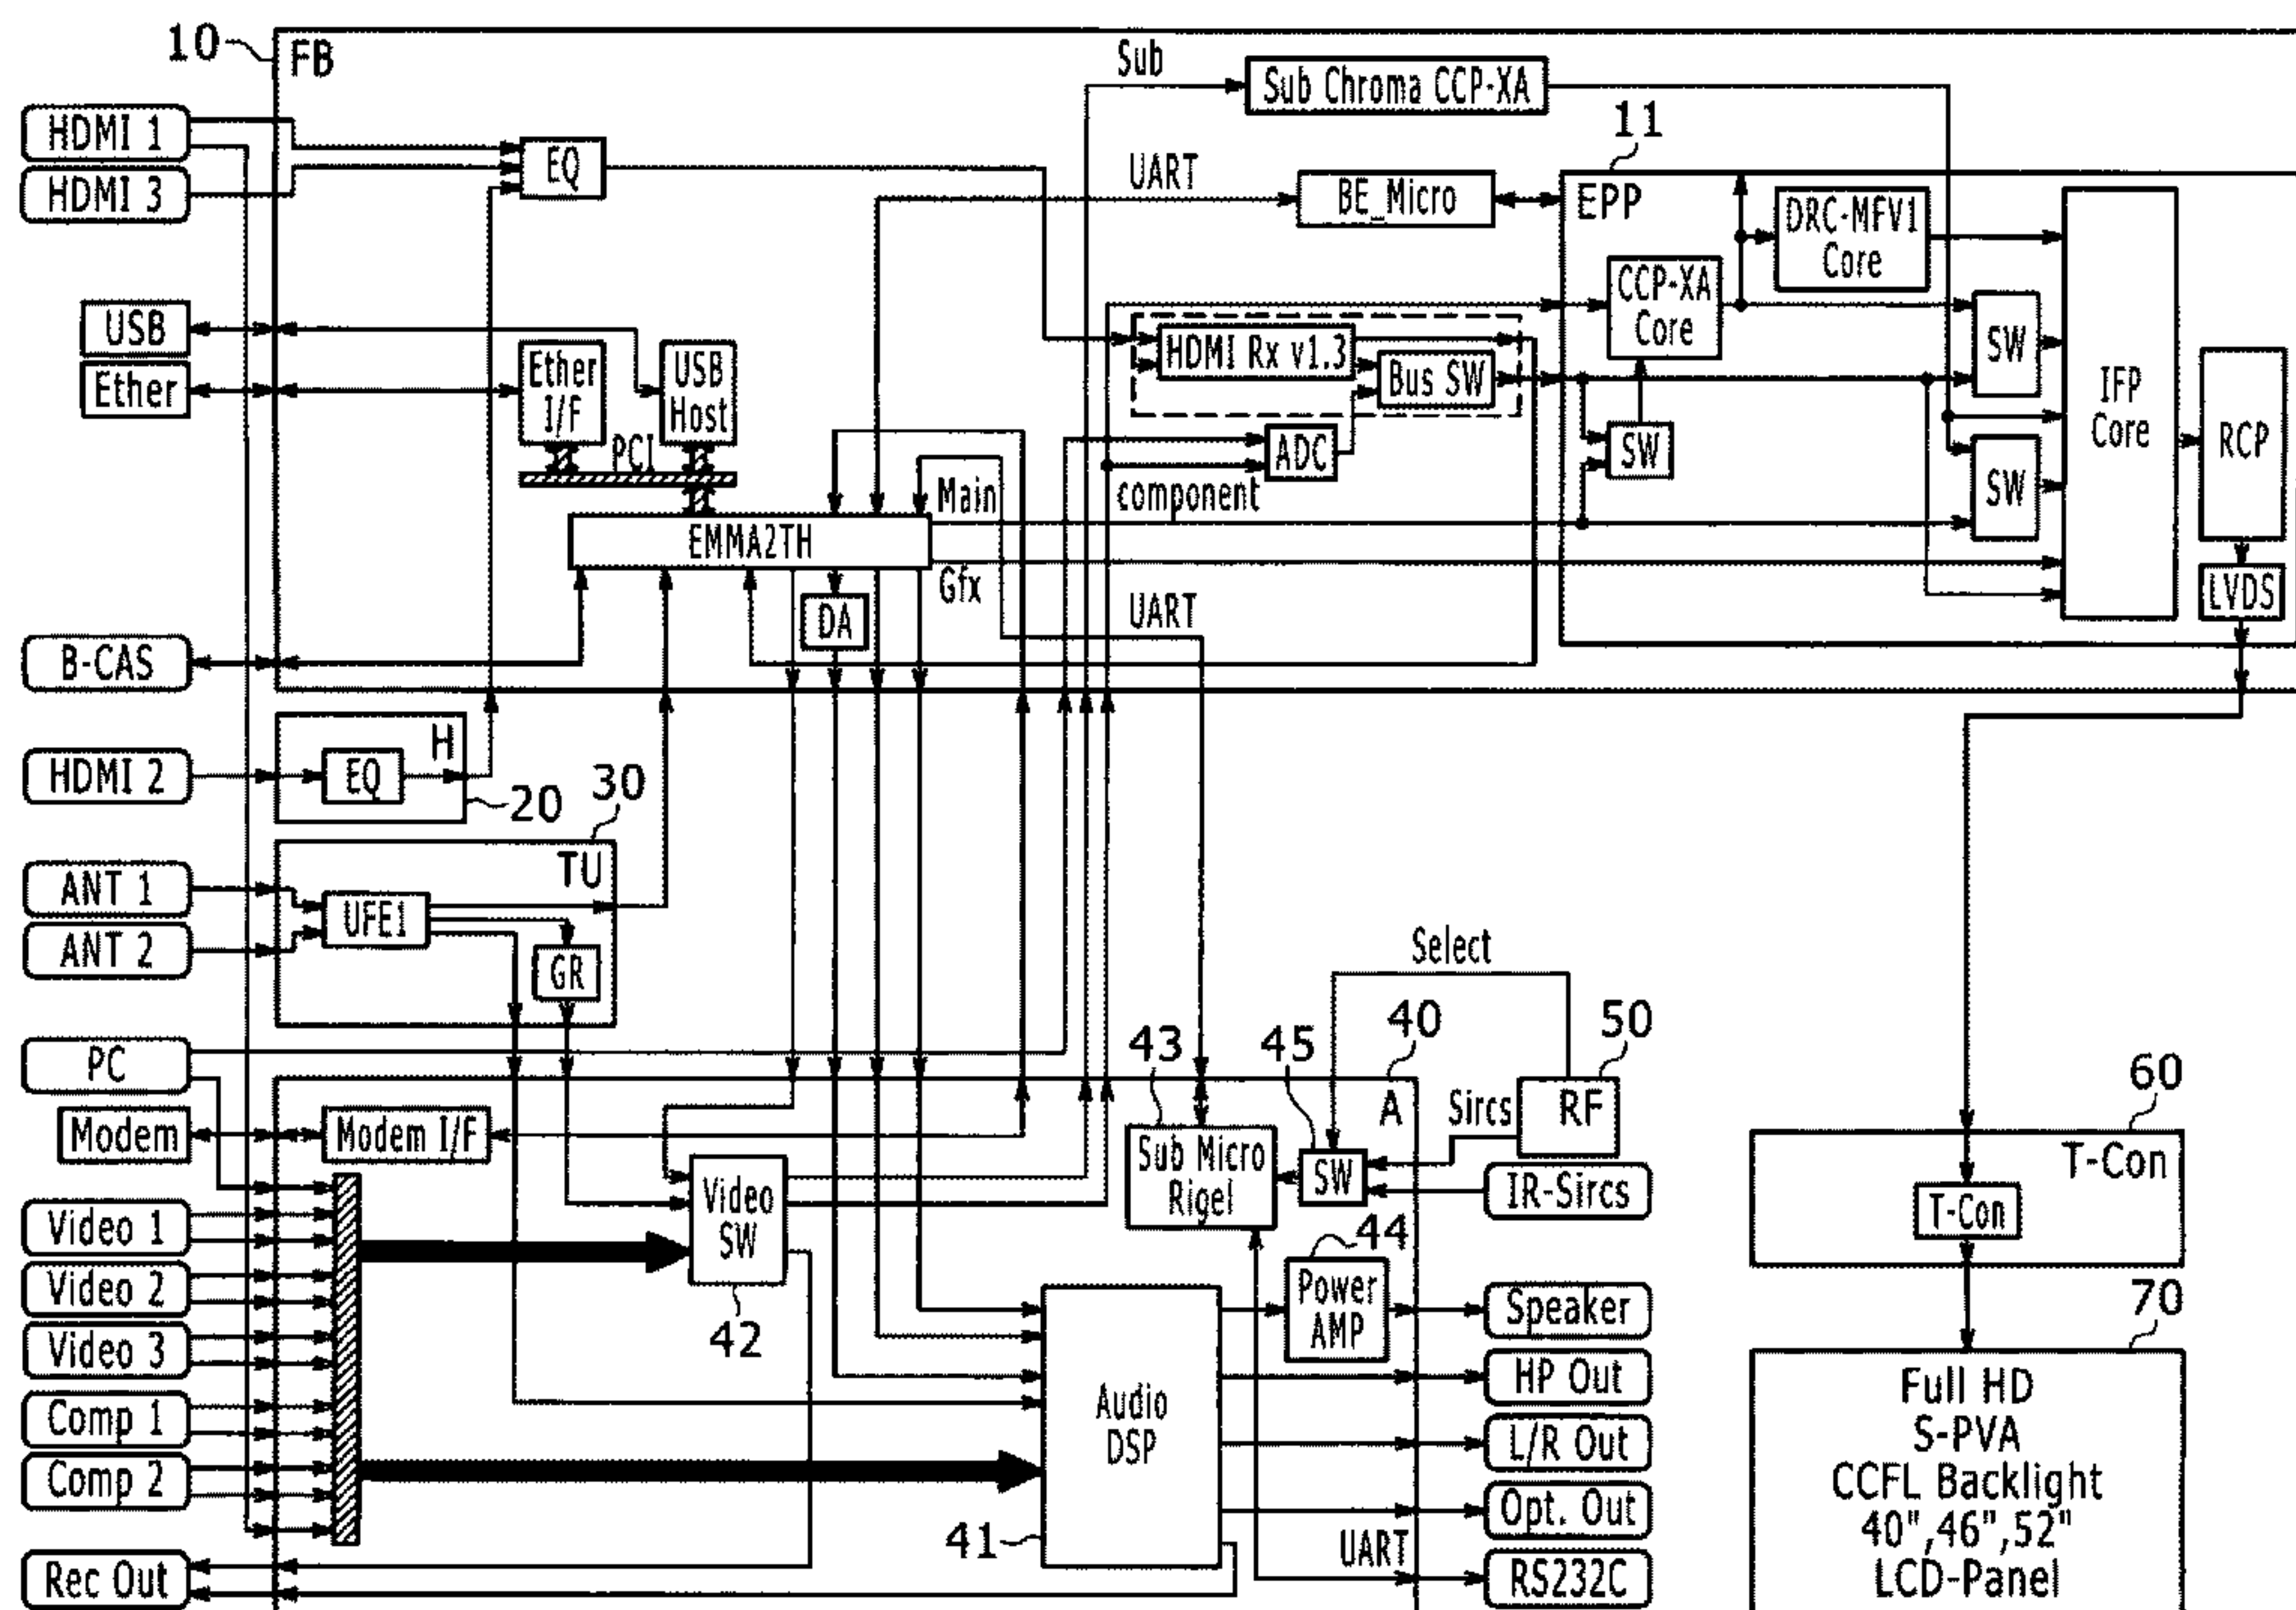 10
FB
Sub
Sub Chroma CCP-XA
HDMI 1
HDMI 3
EQ
UART
BE_Micro
11
EPP
DRC-MFV1
Core
CCP-XA
Core
SW
IFP
Core
RCP
USB
Ether
Ether
I/F
USB
Host
PCI
HDMI Rx v1.3
Bus SW
ADC
SW
SW
component
Main
EMMA2TH
Gfx
UART
DA
LVDS
B-CAS
HDMI 2
H
EQ
20
30
TU
ANT 1
ANT 2
UFE1
GR
Select
PC
43
45
40
50
A
Sircs
RF
60
Modem
Modem I/F
Sub Micro
Rigel
SW
IR-Sircs
T-Con
T-Con
Video 1
Video 2
Video 3
Video
SW
42
44
Power
AMP
Speaker
HP Out
70
Comp 1
Comp 2
Audio
DSP
41
L/R Out
Opt. Out
UART
RS232C
Rec Out
Full HD
S-PVA
CCFL Backlight
40",46",52"
LCD-Panel